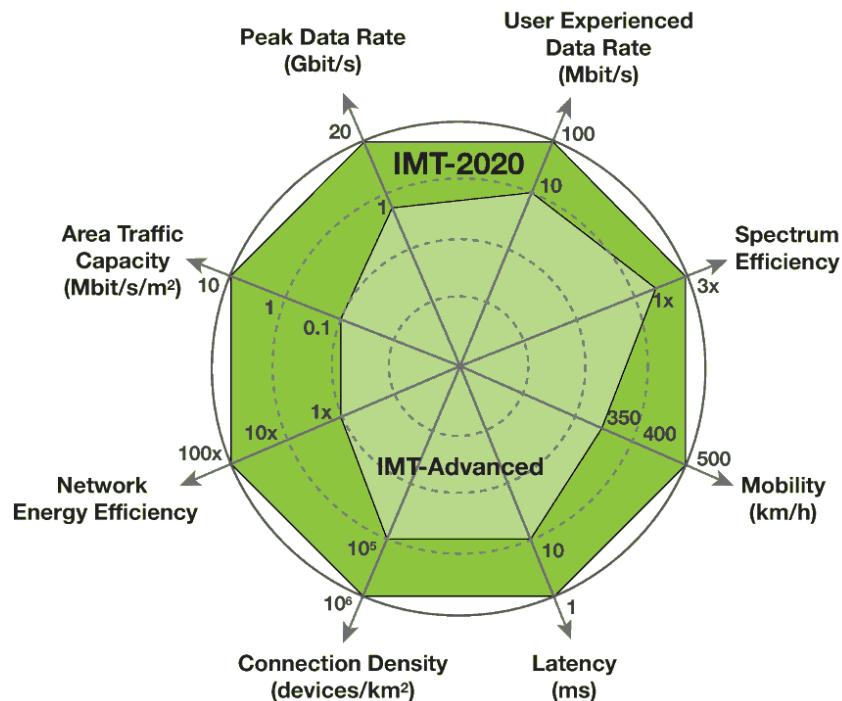 Peak Data Rate
(Gbit/s)
User Experienced
Data Rate
(Mbit/s)
20
100
IMT-2020
1
10
Area Traffic
Capacity
(Mbit/s/m²)
Spectrum
Efficiency
10
1
0.1
1x
3x
1x
10x
100x
350
400
500
Network
Energy Efficiency
IMT-Advanced
Mobility
(km/h)
10⁵
10
10⁶
1
Connection Density
(devices/km²)
Latency
(ms)